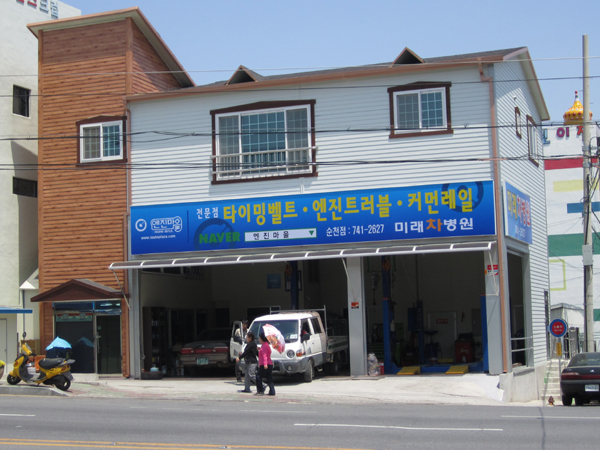 엔진마을
전문점 타이밍벨트·엔진트러블·커먼레일
NAVER 엔진마을 순천점: 741-2627 미래차병원